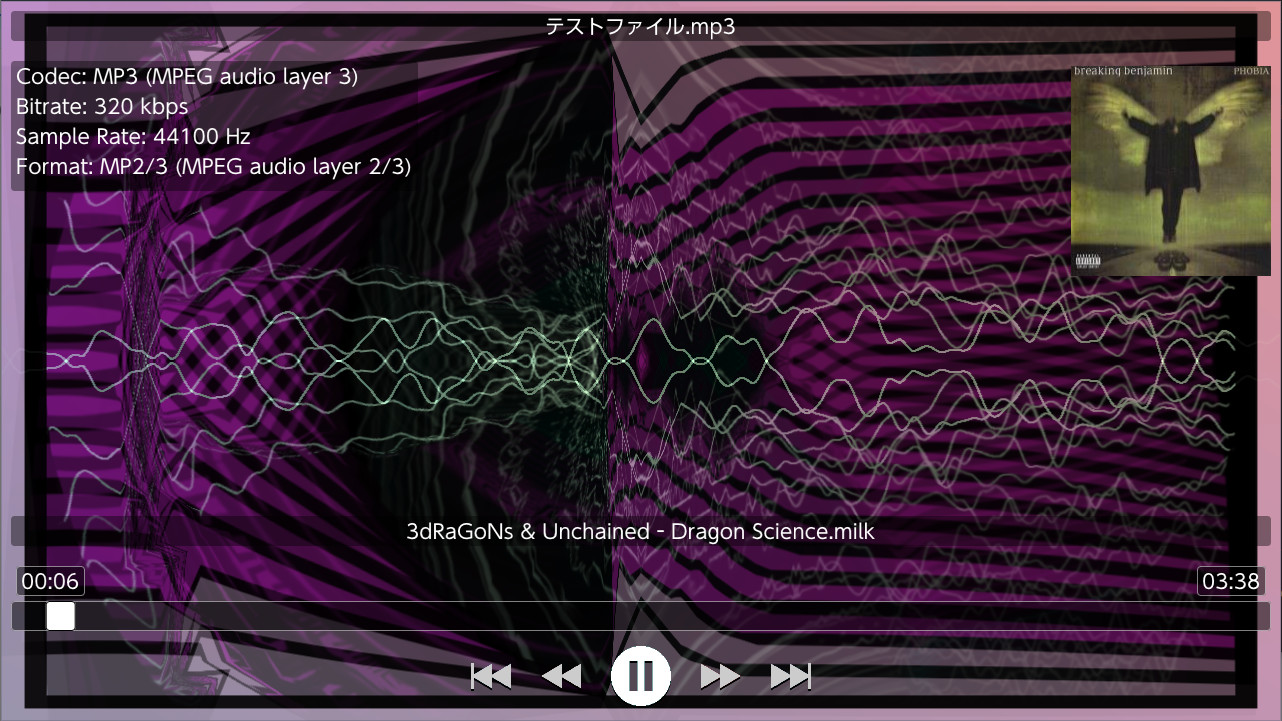 テストファイル.mp3
Codec: MP3 (MPEG audio layer 3)
Bitrate: 320 kbps
Sample Rate: 44100 Hz
Format: MP2/3 (MPEG audio layer 2/3)
breaking benjamin
PHOBIA
3dRaGoNs & Unchained - Dragon Science.milk
00:06
03:38